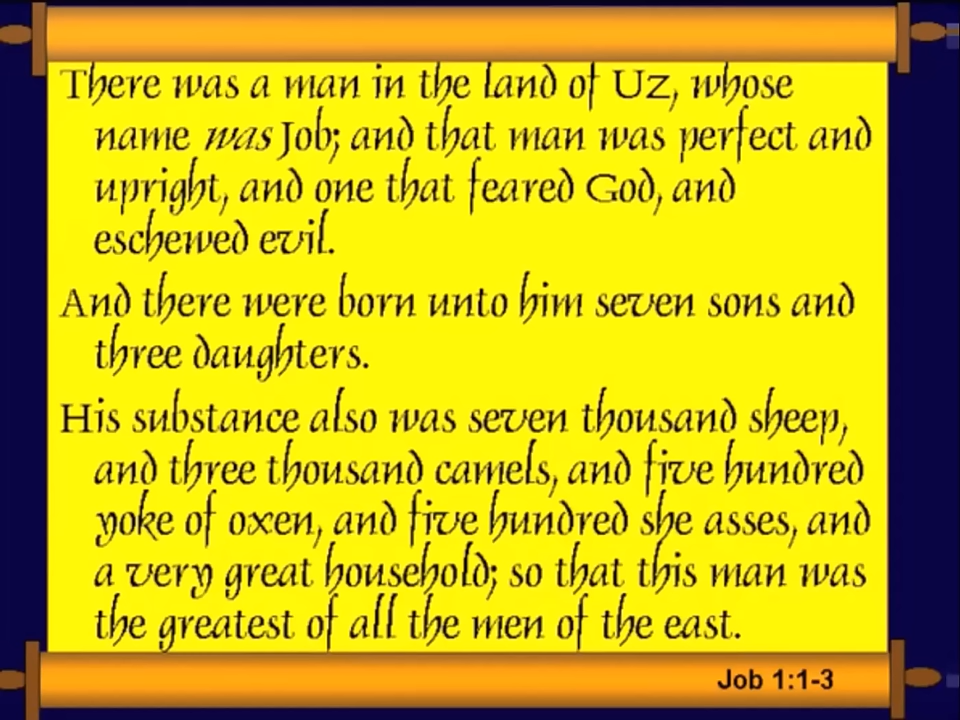 There was a man in the land of Uz, whose
name was Job; and that man was perfect and
upright, and one that feared God, and
eschewed evil.
And there were born unto him seven sons and
three daughters.
His substance also was seven thousand sheep,
and three thousand camels, and five hundred
yoke of oxen, and five hundred she asses, and
a very great household; so that this man was
the greatest of all the men of the east.
Job 1:1-3